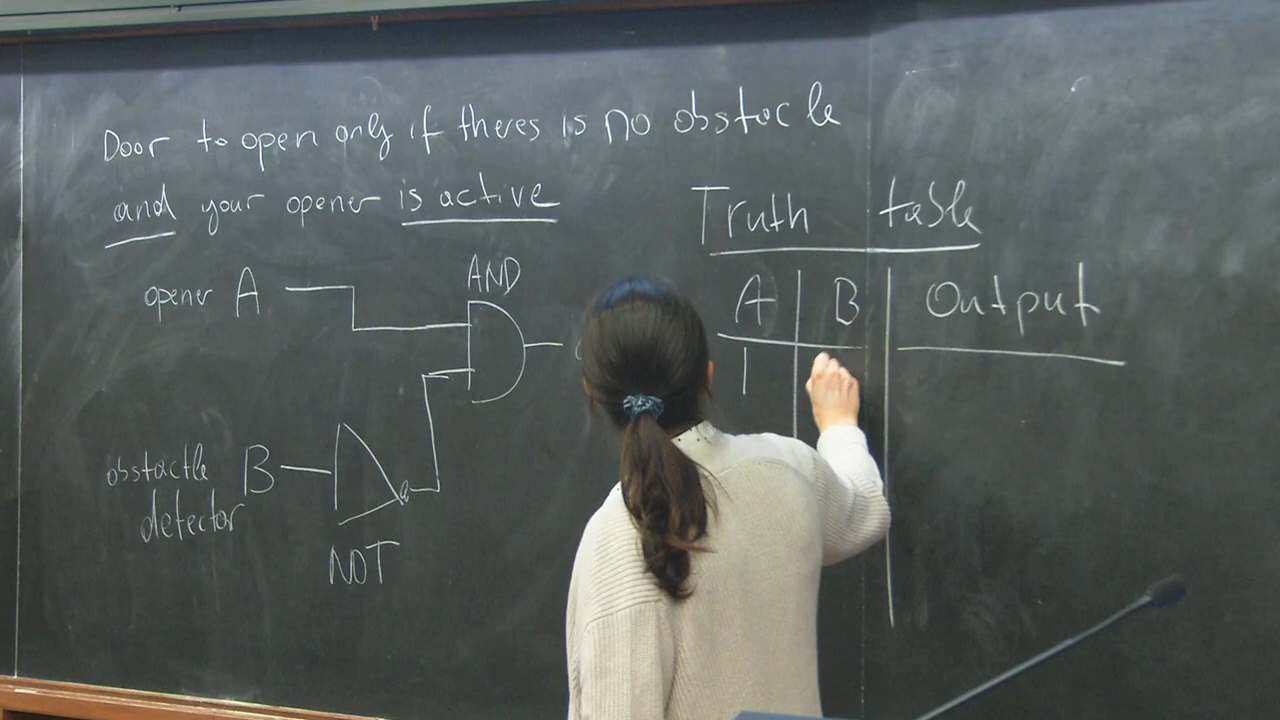 Door to open only if theres is no obstacle
and your opener is active
Truth table
opener A
AND
A B Output
1
obstactle B
detector
NOT